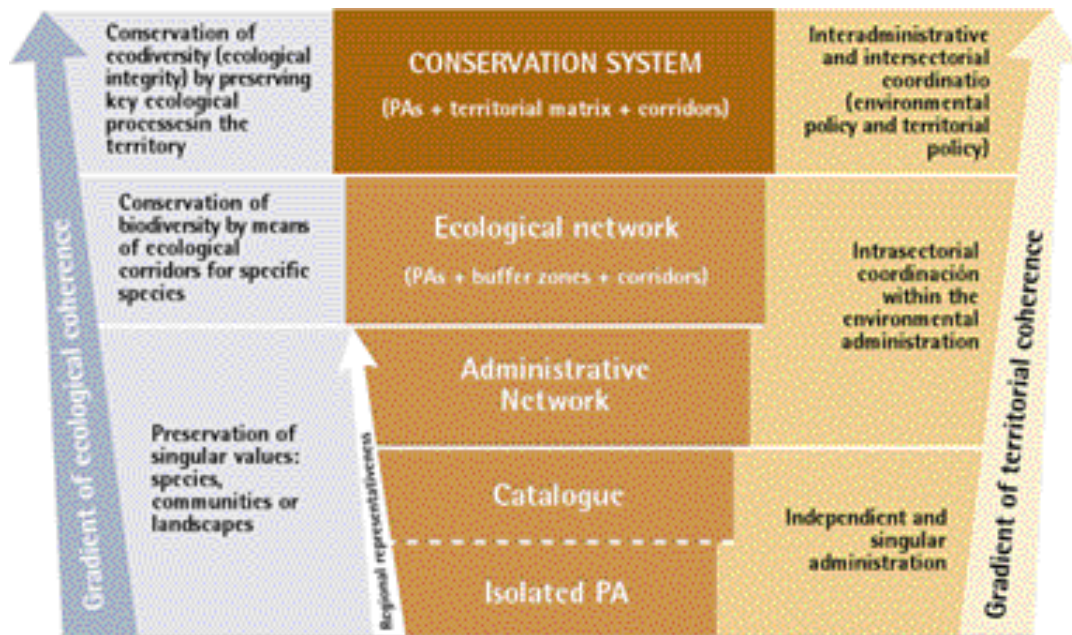 Conservation of
ecodiversity (ecological
integrity) by preserving
key ecological
processesin the
territory
CONSERVATION SYSTEM
(PAs + territorial matrix + corridors)
Interadministrative
and intersectorial
coordinatio
(environmental
policy and territorial
policy)
Conservation of
biodiversity by means
of ecological
corridors for specific
species
Ecological network
(PAs + buffer zones + corridors)
Intrasectorial
coordinación
within the
environmental
administration
Administrative
Network
Preservation of
singular values:
species,
communities or
landscapes
Catalogue
Isolated PA
Independent and
singular
administration
Gradient of ecological coherence
Regional representativeness
Gradient of territorial coherence